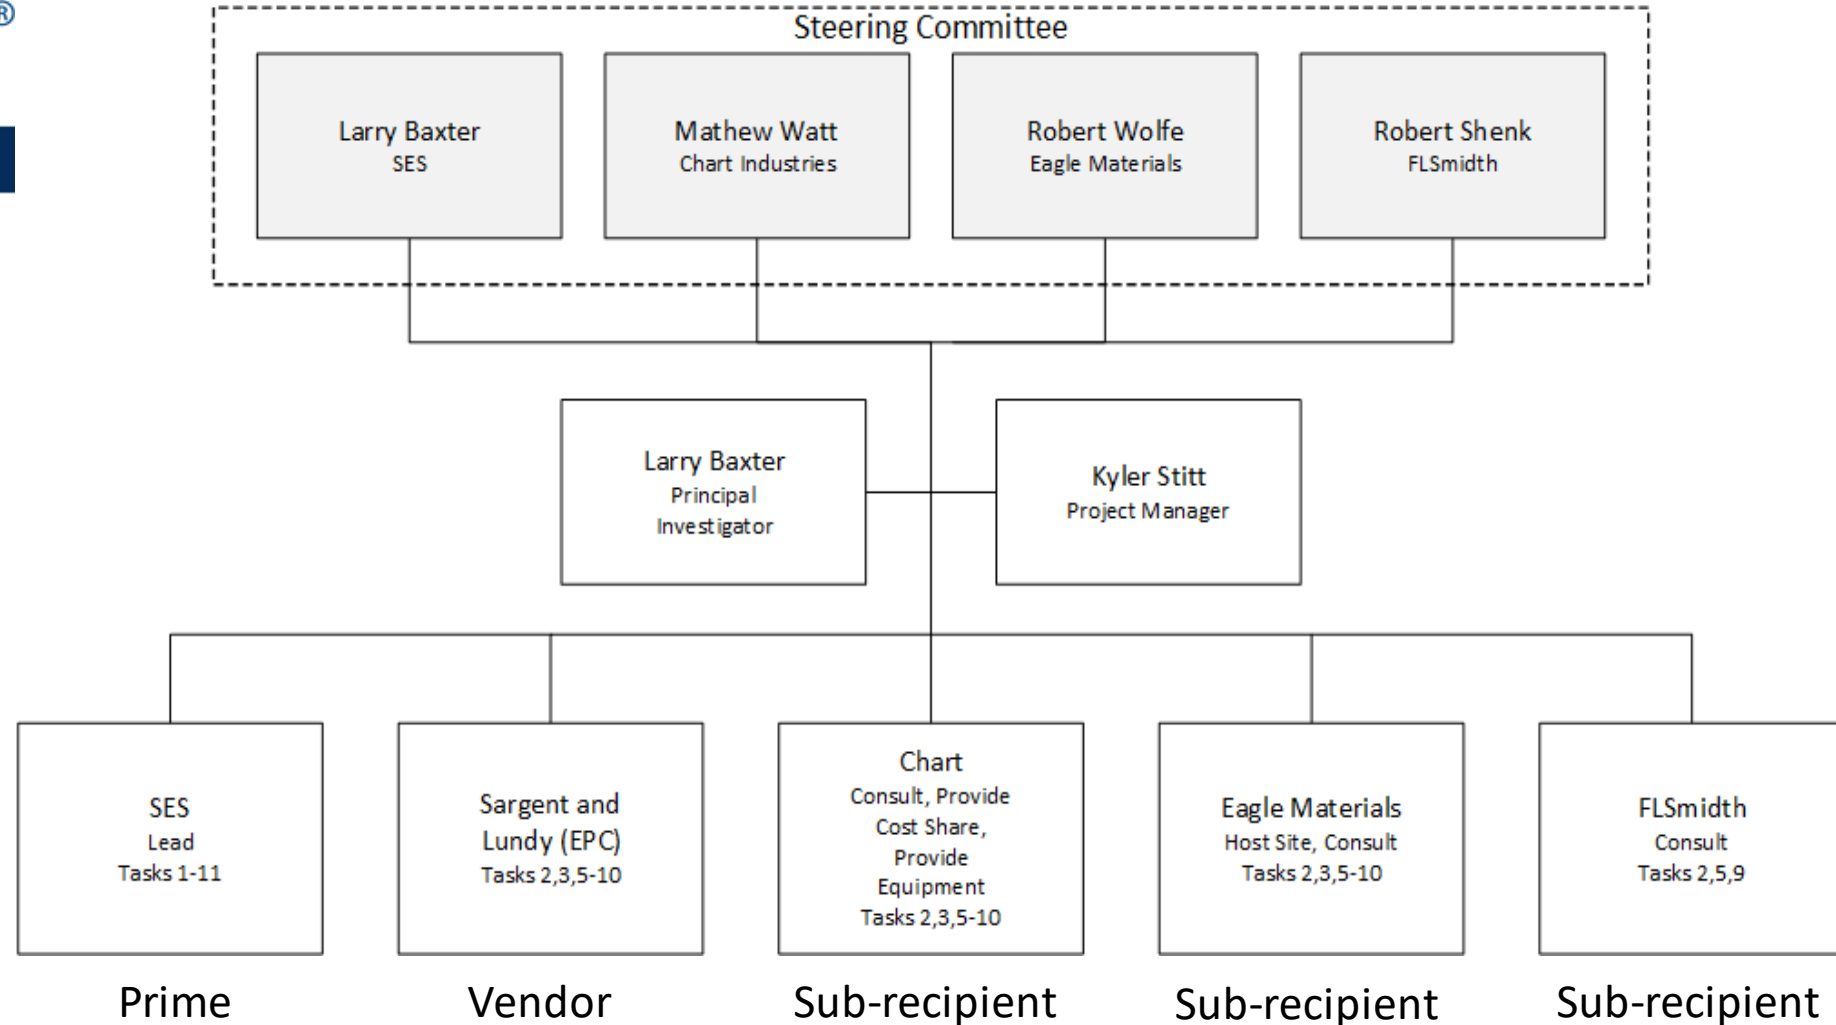 ®
Steering Committee
Larry Baxter
SES
Mathew Watt
Chart Industries
Robert Wolfe
Eagle Materials
Robert Shenk
FLSmidth
Larry Baxter
Principal
Investigator
Kyler Stitt
Project Manager
SES
Lead
Tasks 1-11
Sargent and
Lundy (EPC)
Tasks 2,3,5-10
Chart
Consult, Provide
Cost Share,
Provide
Equipment
Tasks 2,3,5-10
Eagle Materials
Host Site, Consult
Tasks 2,3,5-10
FLSmidth
Consult
Tasks 2,5,9
Prime
Vendor
Sub-recipient
Sub-recipient
Sub-recipient